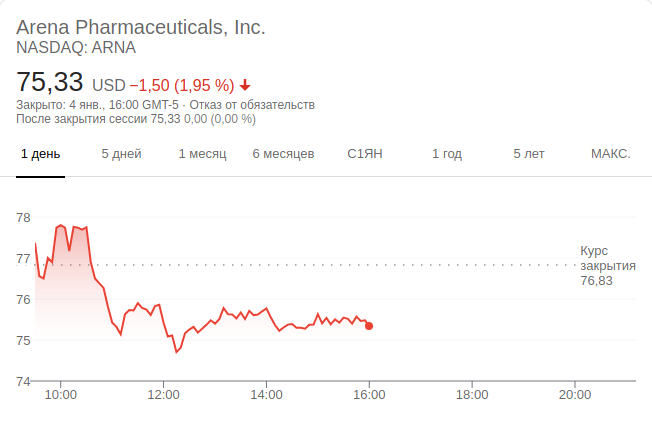 Arena Pharmaceuticals, Inc.
NASDAQ: ARNA
75,33 USD −1,50 (1,95 %)
Закрыто: 4 янв., 16:00 GMT-5 · Отказ от обязательств
После закрытия сессии 75,33 0,00 (0,00 %)
1 день 5 дней 1 месяц 6 месяцев С1ЯН 1 год 5 лет МАКС.
78
77
76
75
74
Курс
закрытия
76,83
10:00 12:00 14:00 16:00 18:00 20:00